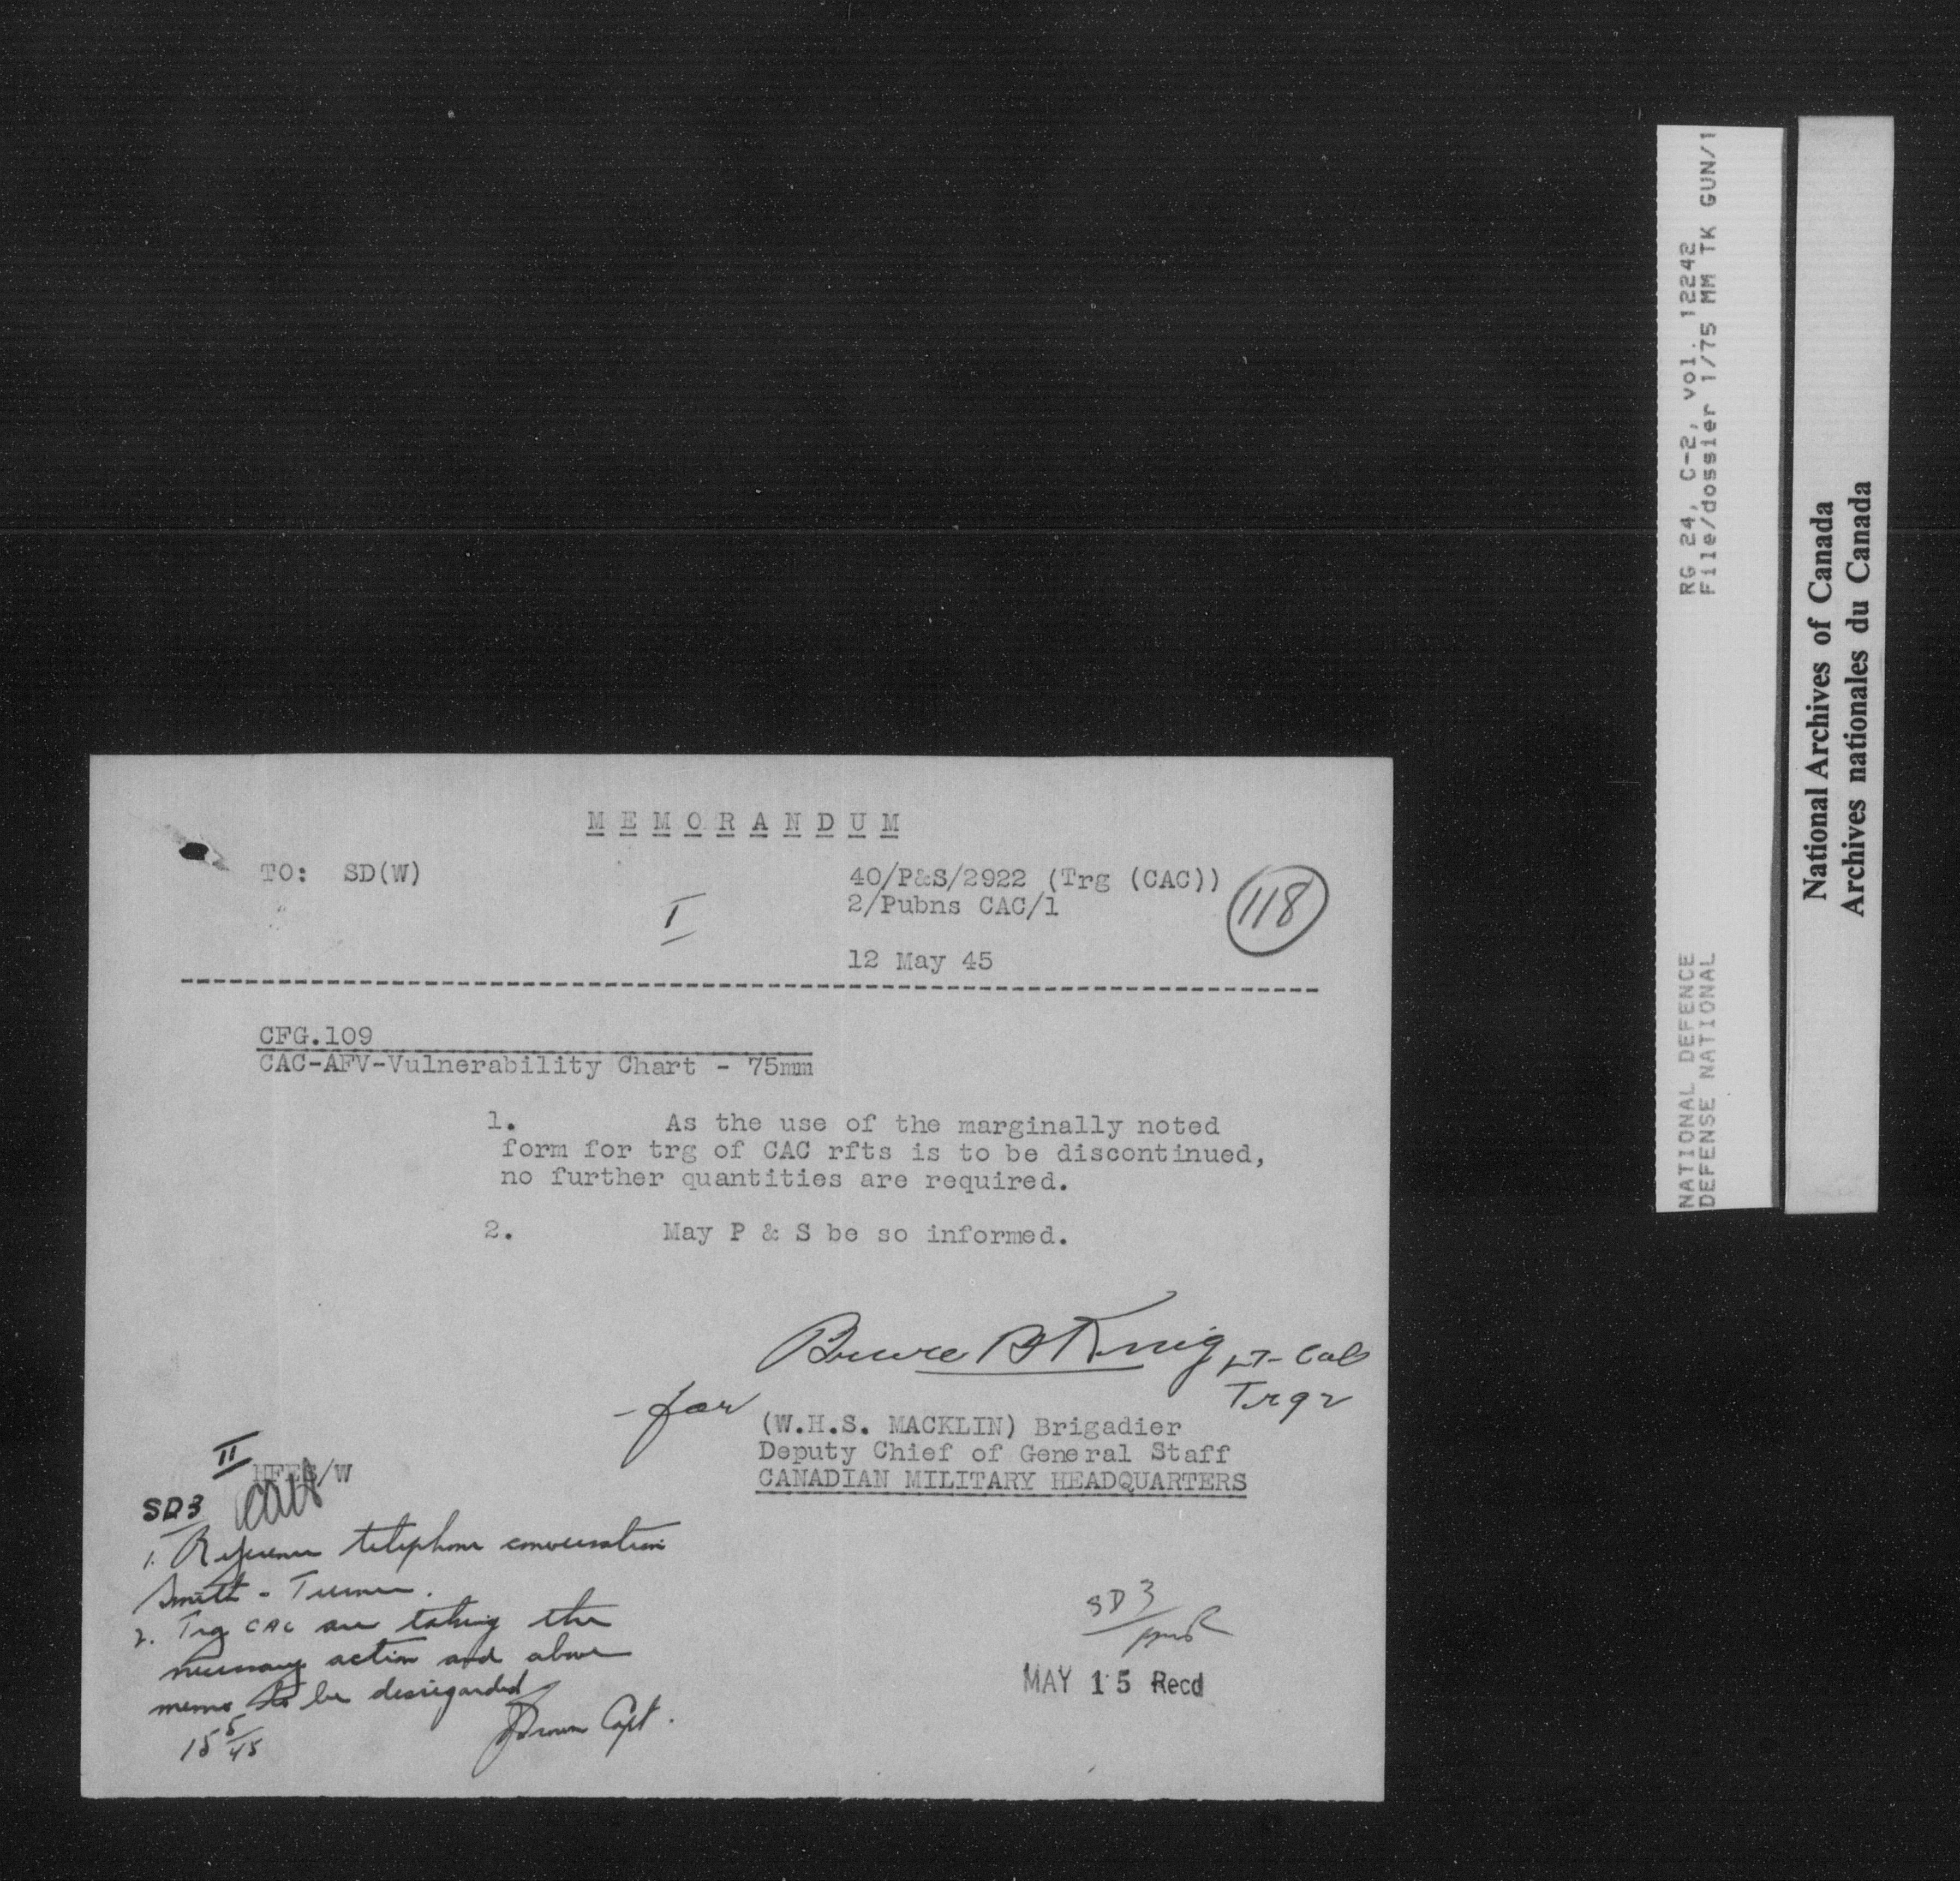 MEMORANDUM
TO: SD(W)
40/P&S/2922 (Trg (CAC))
2/Pubns CAC/1
118
I
12 May 45
CFG.109
CAC-AFV-Vulnerability Chart - 75mm
1. As the use of the marginally noted
form for trg of CAC rfts is to be discontinued,
no further quantities are required.
2. May P & S be so informed.
Lt-Col
Trg 2
- for
(W.H.S. MACKLIN) Brigadier
Deputy Chief of General Staff
CANADIAN MILITARY HEADQUARTERS
II
/W
SD3
1. Reference telephone conversation
Smith - Turner.
2. Trg CAC are taking the
necessary action and above
memo to be disregarded
Capt.
15 5/45
SD 3
MAY 15 Recd
RG 24, C-2, vol. 12242
File/dossier 1/75 MM TK GUN/1
NATIONAL DEFENCE
DEFENSE NATIONAL
National Archives of Canada
Archives nationales du Canada